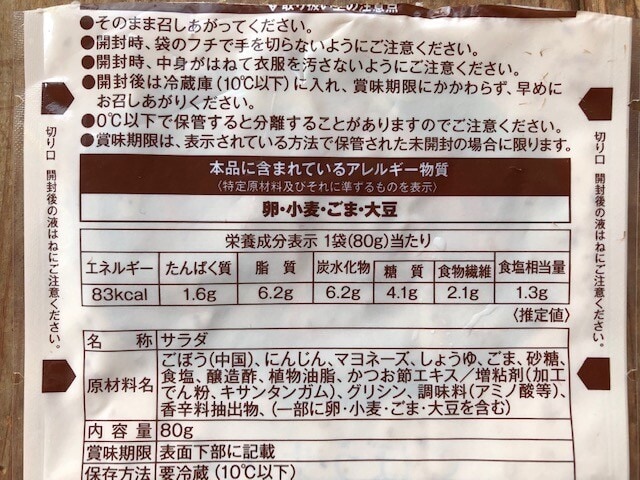 取り扱い上の注意点
●そのまま召しあがってください。
●開封時、袋のフチで手を切らないようにご注意ください。
●開封時、中身がはねて衣服を汚さないようにご注意ください。
●開封後は冷蔵庫(10℃以下)に入れ、賞味期限にかかわらず、早めに
お召しあがりください。
●0℃以下で保管すると分離することがありますのでご注意ください。
●賞味期限は、表示されている方法で保管された未開封の場合に限ります。
切り口 開封後の液はねにご注意ください。
切り口 開封後の液はねにご注意ください。
本品に含まれているアレルギー物質
〈特定原材料及びそれに準ずるものを表示〉
卵・小麦・ごま・大豆
栄養成分表示 1袋(80g)当たり
エネルギー たんぱく質 脂質 炭水化物 糖質 食物繊維 食塩相当量
83kcal 1.6g 6.2g 6.2g 4.1g 2.1g 1.3g
〈推定値〉
名称 サラダ
原材料名 ごぼう(中国)、にんじん、マヨネーズ、しょうゆ、ごま、砂糖、
食塩、醸造酢、植物油脂、かつお節エキス/増粘剤(加工
でん粉、キサンタンガム)、グリシン、調味料(アミノ酸等)、
香辛料抽出物、(一部に卵・小麦・ごま・大豆を含む)
内容量 80g
賞味期限 表面下部に記載
保存方法 要冷蔵(10℃以下)